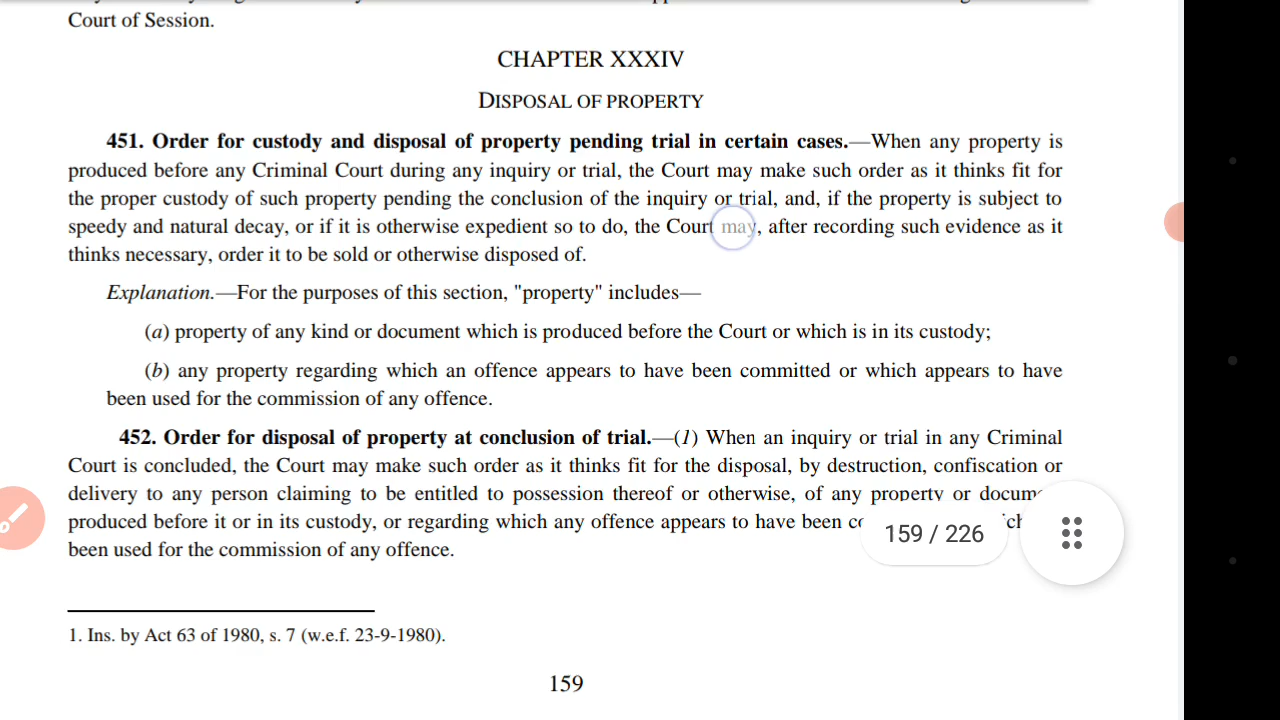 Court of Session.
CHAPTER XXXIV
DISPOSAL OF PROPERTY
451. Order for custody and disposal of property pending trial in certain cases.—When any property is
produced before any Criminal Court during any inquiry or trial, the Court may make such order as it thinks fit for
the proper custody of such property pending the conclusion of the inquiry or trial, and, if the property is subject to
speedy and natural decay, or if it is otherwise expedient so to do, the Court may, after recording such evidence as it
thinks necessary, order it to be sold or otherwise disposed of.
Explanation.—For the purposes of this section, "property" includes—
(a) property of any kind or document which is produced before the Court or which is in its custody;
(b) any property regarding which an offence appears to have been committed or which appears to have
been used for the commission of any offence.
452. Order for disposal of property at conclusion of trial.—(1) When an inquiry or trial in any Criminal
Court is concluded, the Court may make such order as it thinks fit for the disposal, by destruction, confiscation or
delivery to any person claiming to be entitled to possession thereof or otherwise, of any property or
produced before it or in its custody, or regarding which any offence appears to have been
been used for the commission of any offence.
159 / 226
1. Ins. by Act 63 of 1980, s. 7 (w.e.f. 23-9-1980).
159